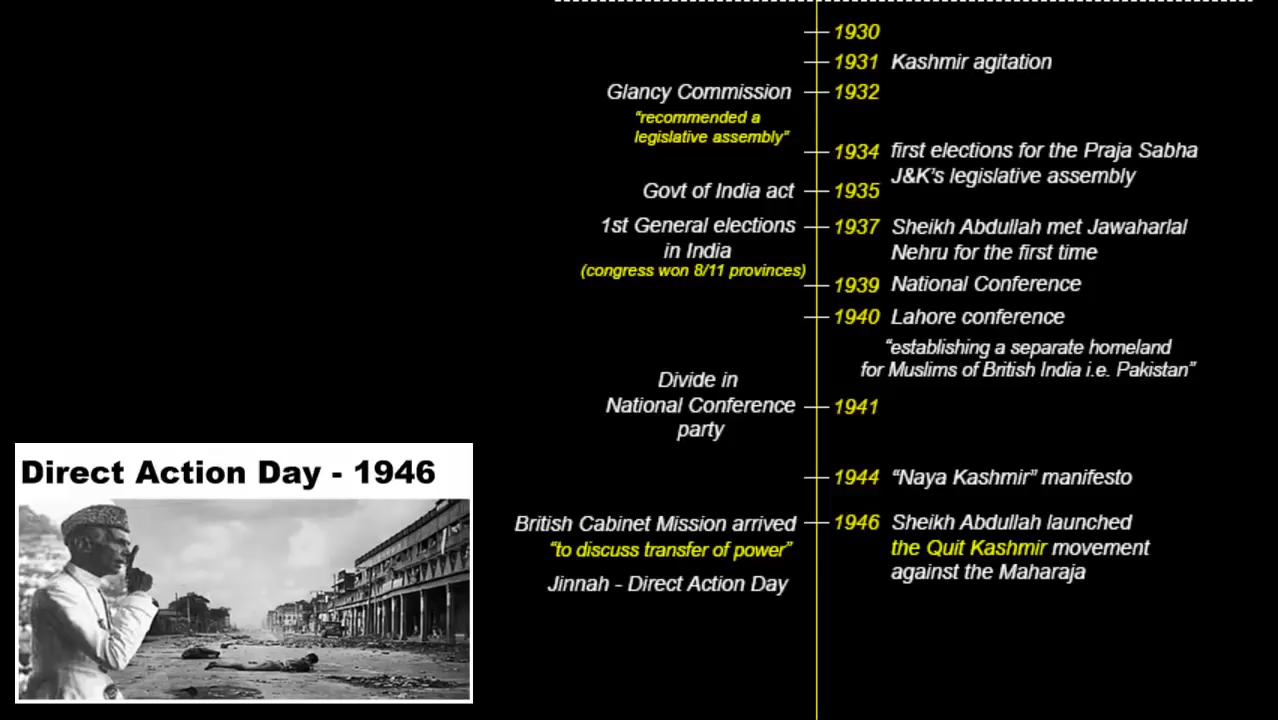 1930
1931 Kashmir agitation
Glancy Commission 1932
“recommended a
legislative assembly”
1934 first elections for the Praja Sabha
J&K's legislative assembly
Govt of India act 1935
1st General elections
in India
(congress won 8/11 provinces)
1937 Sheikh Abdullah met Jawaharlal
Nehru for the first time
1939 National Conference
1940 Lahore conference
“establishing a separate homeland
for Muslims of British India i.e. Pakistan”
Divide in
National Conference
party
1941
1944 “Naya Kashmir” manifesto
British Cabinet Mission arrived
“to discuss transfer of power”
Jinnah - Direct Action Day
1946 Sheikh Abdullah launched
the Quit Kashmir movement
against the Maharaja
Direct Action Day - 1946